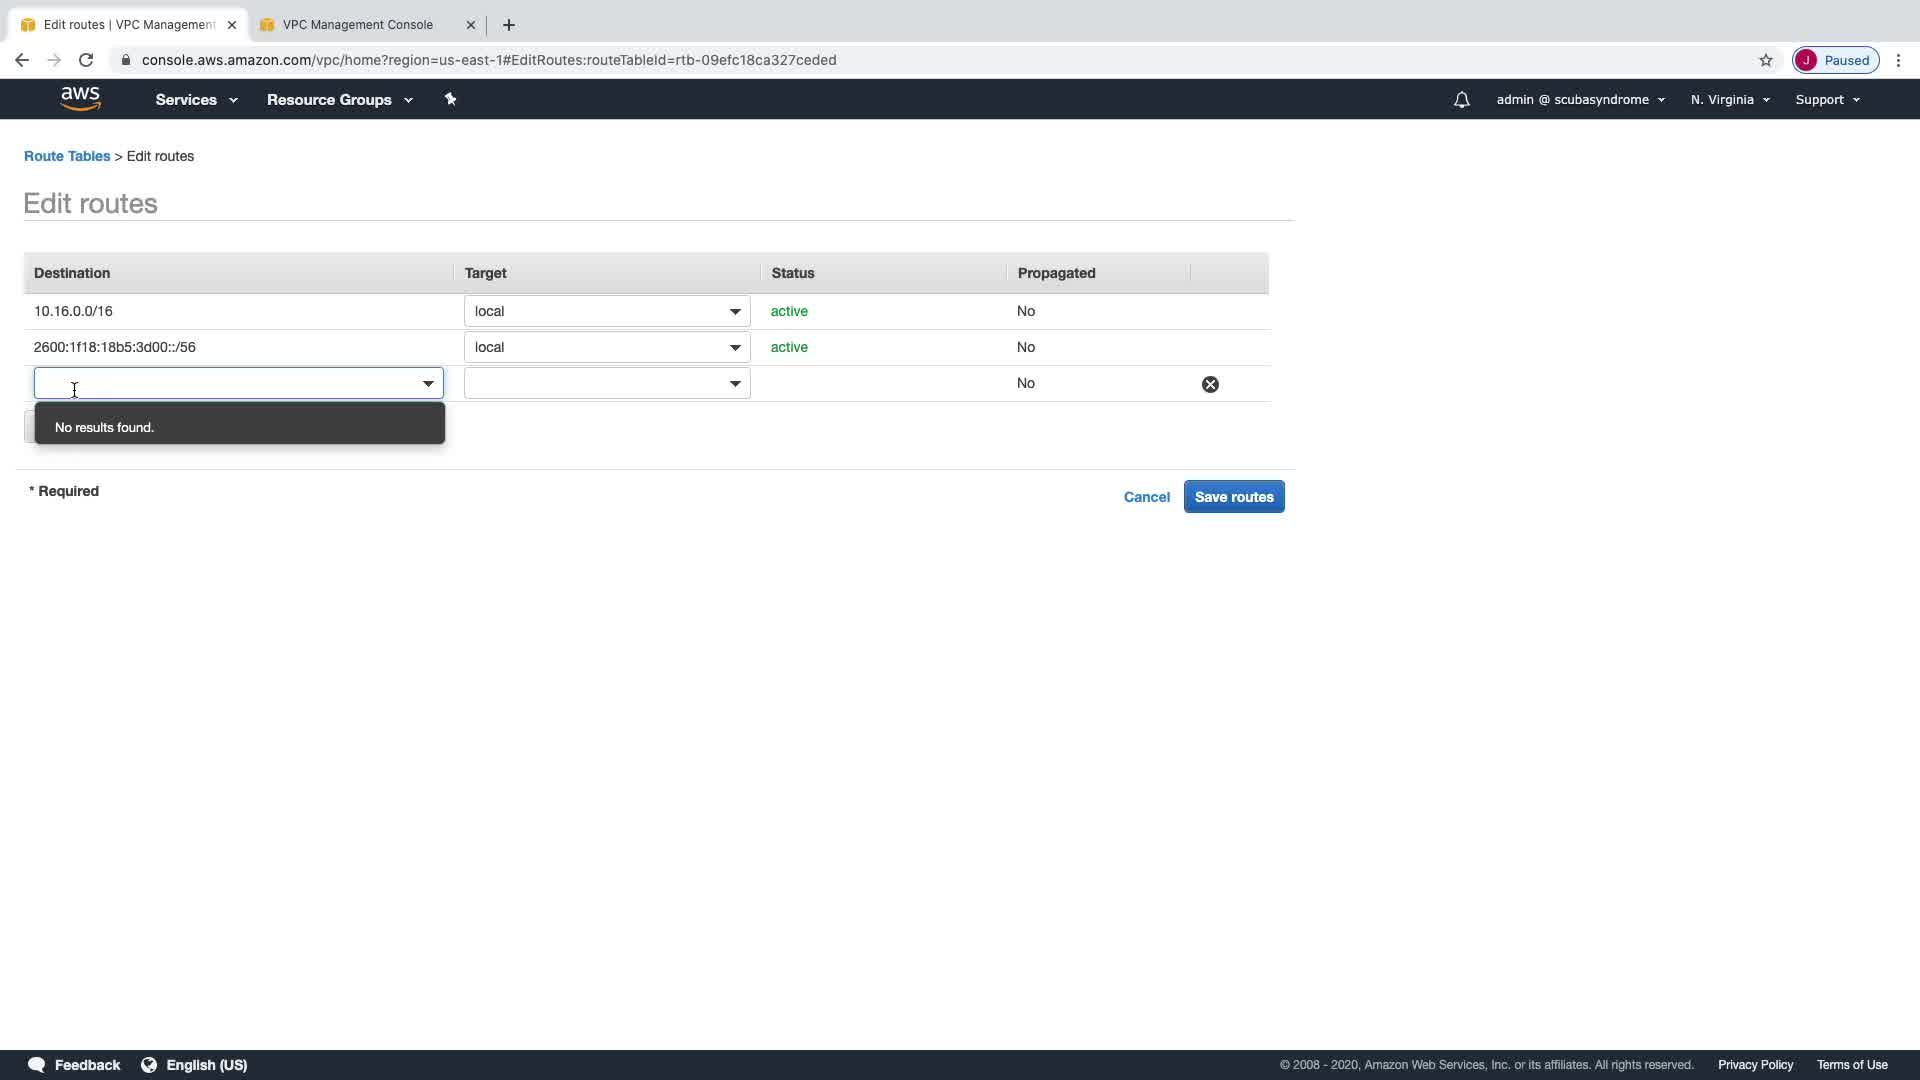 Edit routes | VPC Management
VPC Management Console
console.aws.amazon.com/vpc/home?region=us-east-1#EditRoutes:routeTableId=rtb-09efc18ca327ceded
J Paused
aws
Services
Resource Groups
admin @ scubasyndrome
N. Virginia
Support
Route Tables > Edit routes
Edit routes
Destination Target Status Propagated
10.16.0.0/16 local active No
2600:1f18:18b5:3d00::/56 local active No
No
No results found.
* Required
Cancel
Save routes
Feedback
English (US)
© 2008 - 2020, Amazon Web Services, Inc. or its affiliates. All rights reserved.
Privacy Policy
Terms of Use